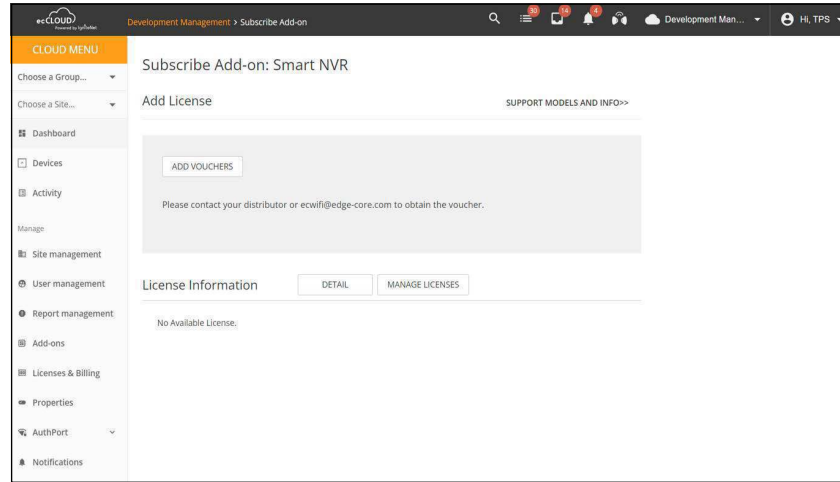 ecCLOUD
Powered by IgniteNet
Development Management > Subscribe Add-on
30
14
4
Development Man...
Hi, TPS
CLOUD MENU
Choose a Group...
Choose a Site...
Dashboard
Devices
Activity
Manage
Site management
User management
Report management
Add-ons
Licenses & Billing
Properties
AuthPort
Notifications
Subscribe Add-on: Smart NVR
Add License
SUPPORT MODELS AND INFO>>
ADD VOUCHERS
Please contact your distributor or ecwifi@edge-core.com to obtain the voucher.
License Information
DETAIL
MANAGE LICENSES
No Available License.